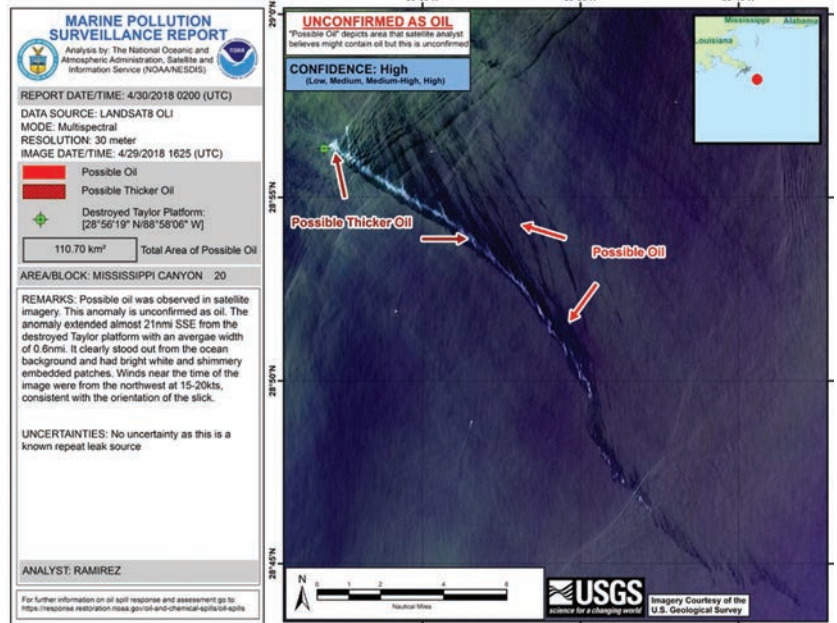 MARINE POLLUTION
SURVEILLANCE REPORT
Analysis by: The National Oceanic and
Atmospheric Administration, Satellite and
Information Service (NOAA/NESDIS)
NOAA
REPORT DATE/TIME: 4/30/2018 0200 (UTC)
DATA SOURCE: LANDSAT8 OLI
MODE: Multispectral
RESOLUTION: 30 meter
IMAGE DATE/TIME: 4/29/2018 1625 (UTC)
Possible Oil
Possible Thicker Oil
Destroyed Taylor Platform:
[28°56'19" N/88°58'06" W]
110.70 km² Total Area of Possible Oil
AREA/BLOCK: MISSISSIPPI CANYON 20
REMARKS: Possible oil was observed in satellite
imagery. This anomaly is unconfirmed as oil. The
anomaly extended almost 21nmi SSE from the
destroyed Taylor platform with an avergae width
of 0.6nmi. It clearly stood out from the ocean
background and had bright white and shimmery
embedded patches. Winds near the time of the
image were from the northwest at 15-20kts,
consistent with the orientation of the slick.
UNCERTAINTIES: No uncertainty as this is a
known repeat leak source
ANALYST: RAMIREZ
For further information on oil spill response and assessment go to:
https://response.restoration.noaa.gov/oil-and-chemical-spills/oil-spills
UNCONFIRMED AS OIL
"Possible Oil" depicts area that satellite analyst
believes might contain oil but this is unconfirmed
CONFIDENCE: High
(Low, Medium, Medium-High, High)
Mississippi Alabama
Louisiana
29°0'N
28°55'N
28°50'N
28°45'N
Possible Thicker Oil
Possible Oil
N
0 1 2 4 6
Nautical Miles
USGS
science for a changing world
Imagery Courtesy of the
U.S. Geological Survey